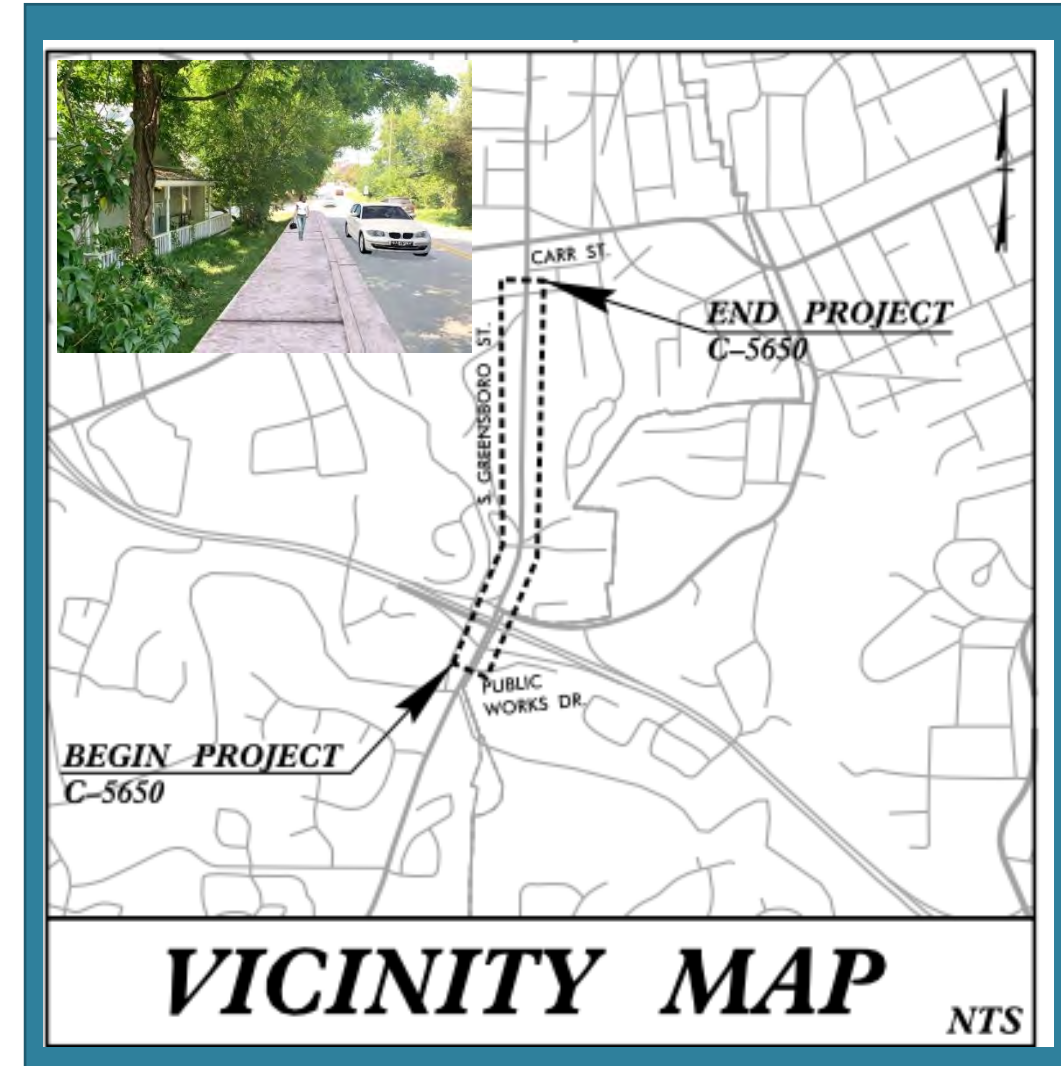 CARR ST.
END PROJECT
C–5650
S. GREENSBORO ST.
PUBLIC
WORKS DR.
BEGIN PROJECT
C–5650
VICINITY MAP
NTS